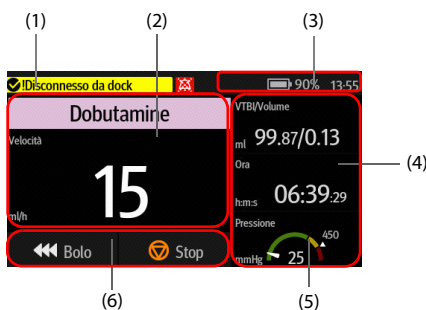 (1)
(2)
(3)
!Disconnesso da dock
90% 13:55
Dobutamine
Velocità
15
ml/h
VTBI/Volume
ml 99.87/0.13
Ora
h:m:s 06:39:29
(4)
Pressione
450
mmHg 25
Bolo
Stop
(6)
(5)